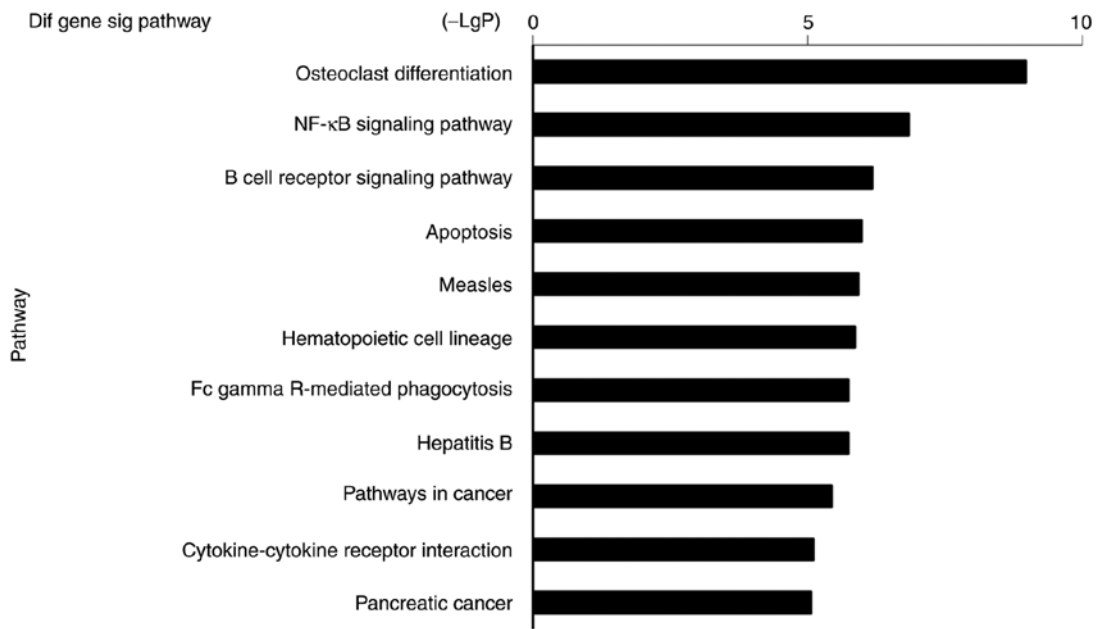 Dif gene sig pathway (–LgP) 0 5 10
Osteoclast differentiation
NF-κB signaling pathway
B cell receptor signaling pathway
Apoptosis
Measles
Pathway
Hematopoietic cell lineage
Fc gamma R-mediated phagocytosis
Hepatitis B
Pathways in cancer
Cytokine-cytokine receptor interaction
Pancreatic cancer